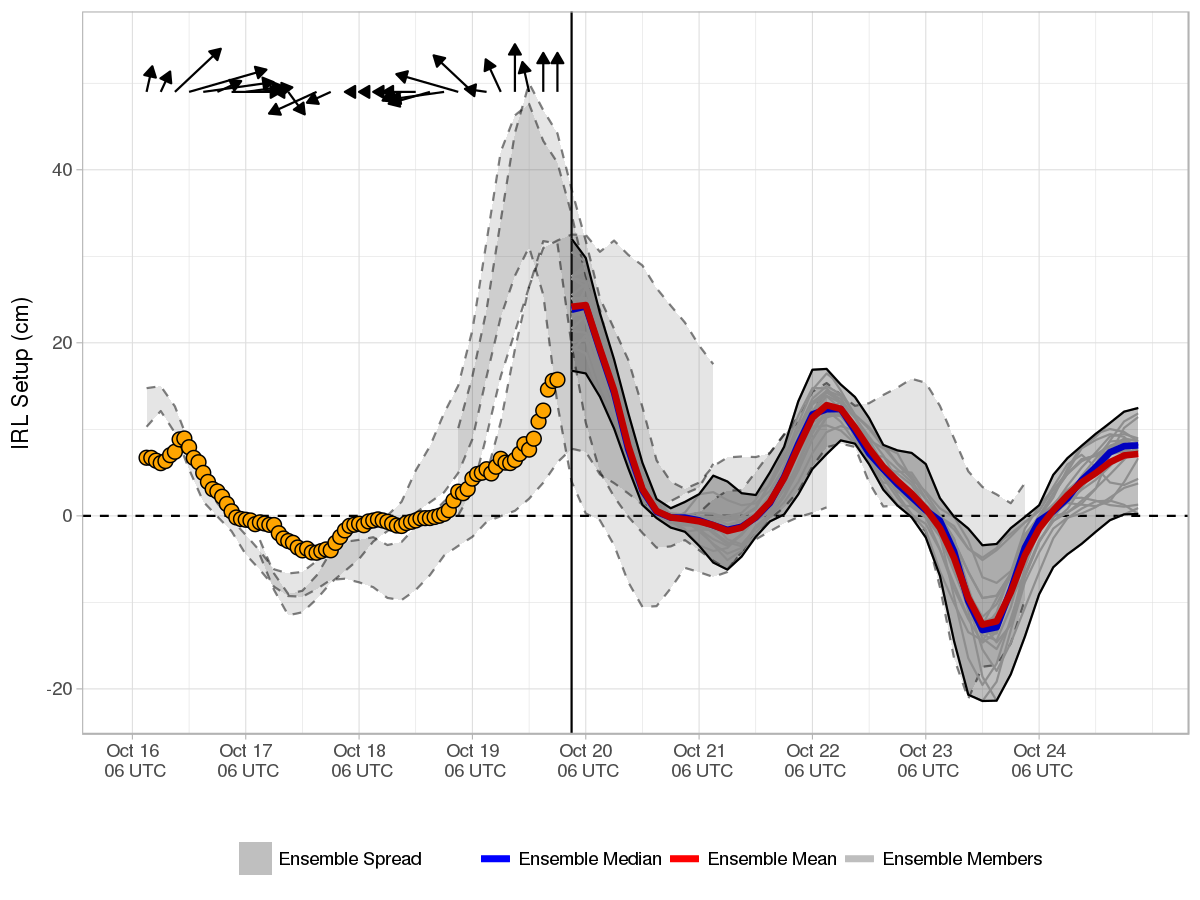 IRL Setup (cm)
40
20
0
-20
Oct 16 Oct 17 Oct 18 Oct 19 Oct 20 Oct 21 Oct 22 Oct 23 Oct 24
06 UTC 06 UTC 06 UTC 06 UTC 06 UTC 06 UTC 06 UTC 06 UTC 06 UTC
Ensemble Spread Ensemble Median Ensemble Mean Ensemble Members